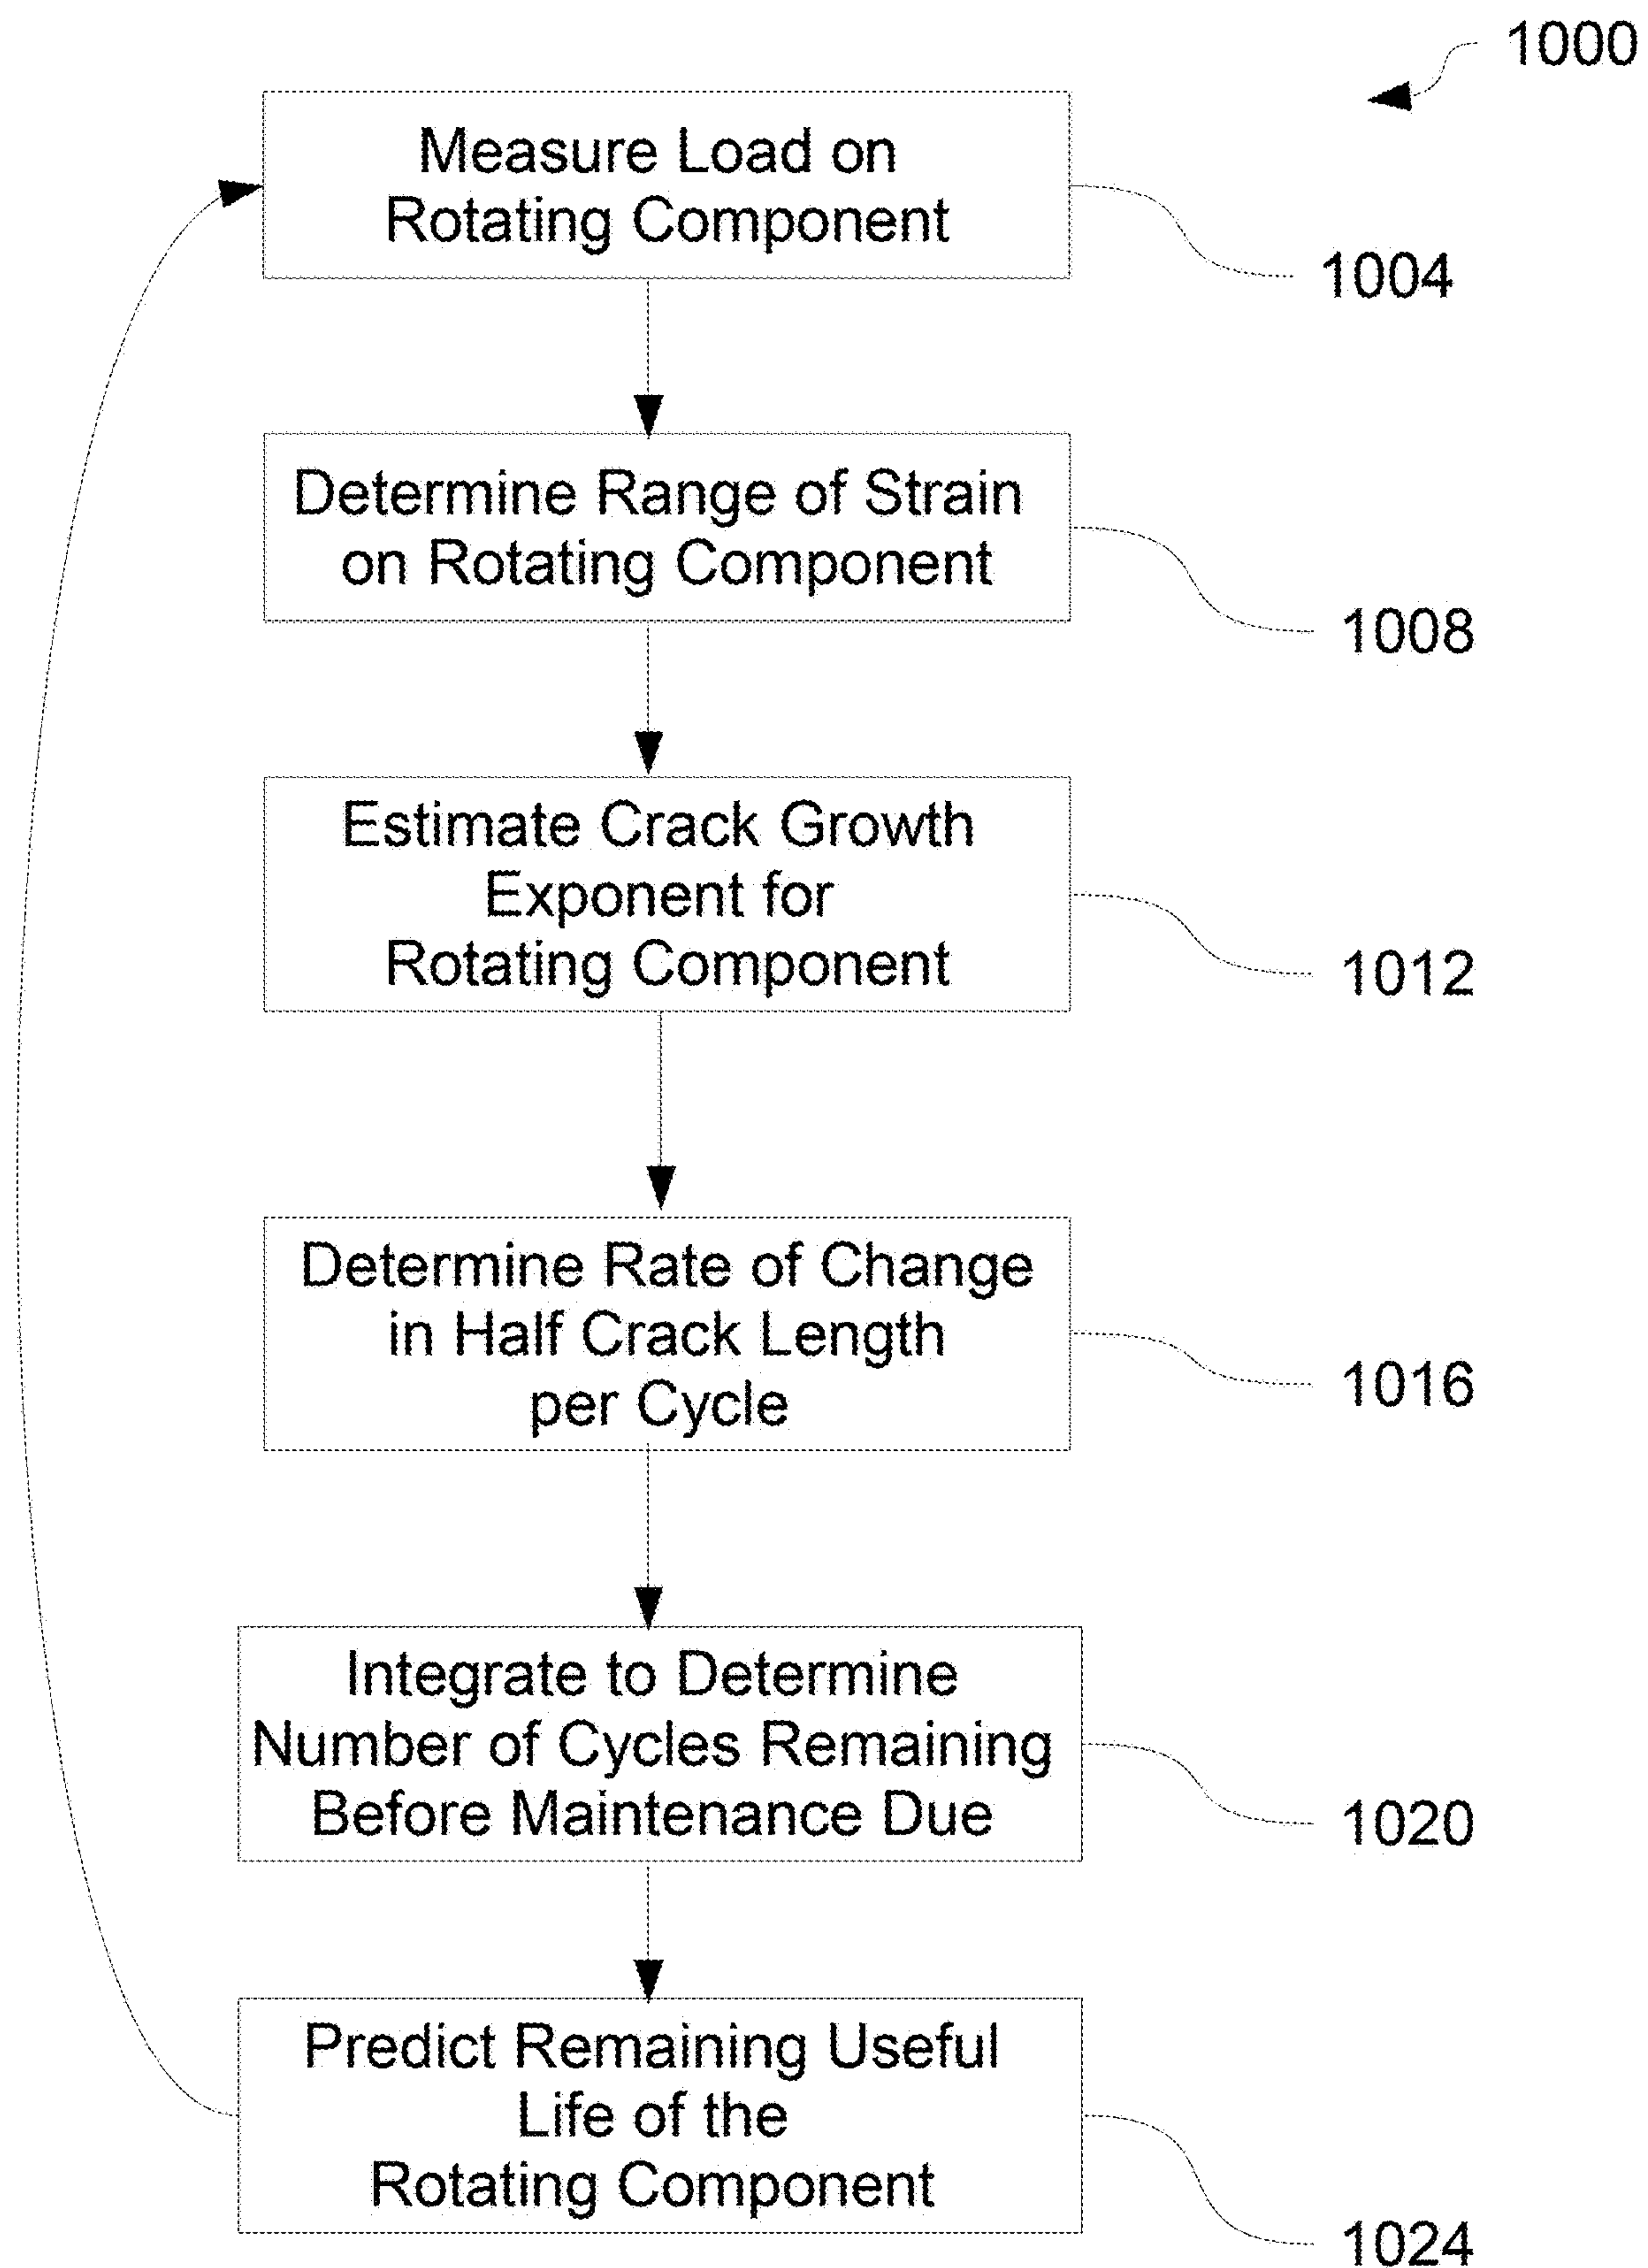 1000
Measure Load on
Rotating Component
1004
Determine Range of Strain
on Rotating Component
1008
Estimate Crack Growth
Exponent for
Rotating Component
1012
Determine Rate of Change
in Half Crack Length
per Cycle
1016
Integrate to Determine
Number of Cycles Remaining
Before Maintenance Due
1020
Predict Remaining Useful
Life of the
Rotating Component
1024